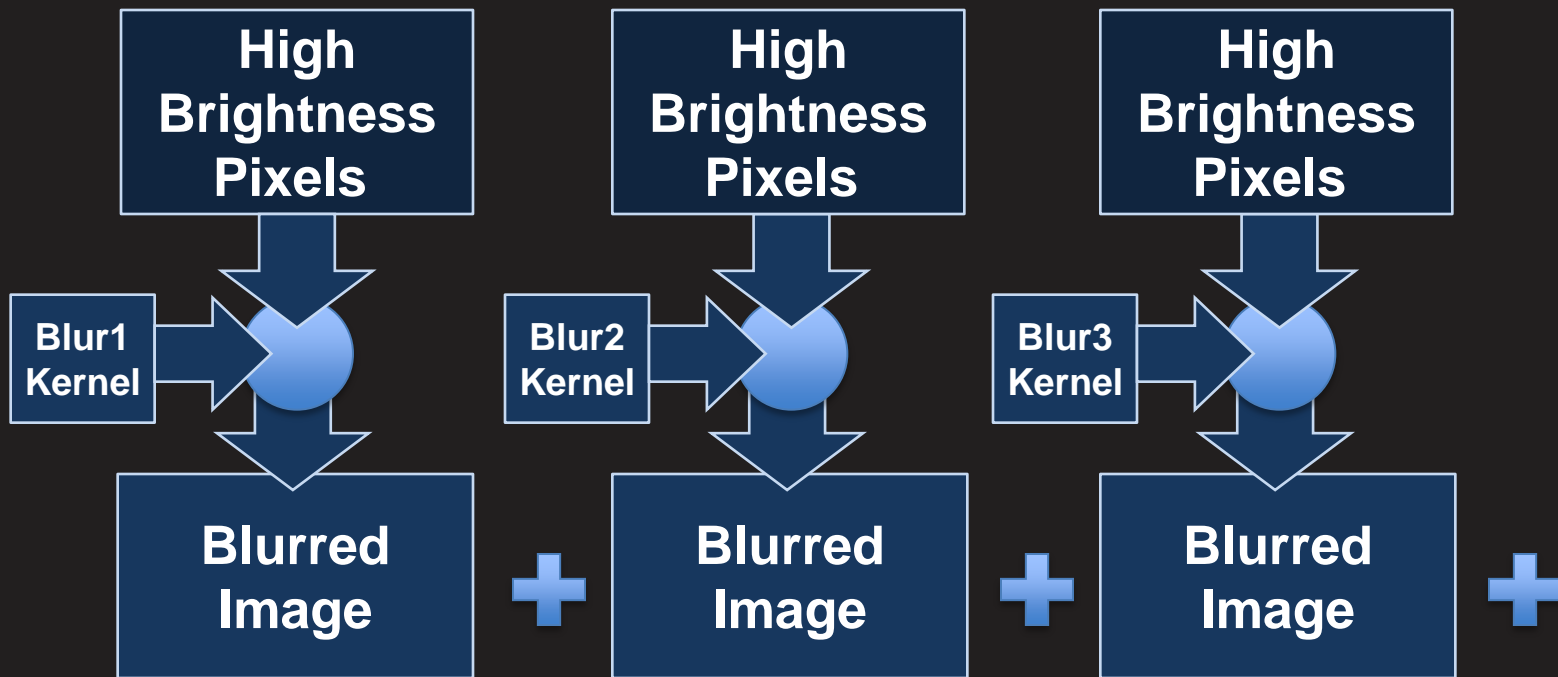 High
Brightness
Pixels
High
Brightness
Pixels
High
Brightness
Pixels
Blur1
Kernel
Blur2
Kernel
Blur3
Kernel
Blurred
Image
Blurred
Image
Blurred
Image